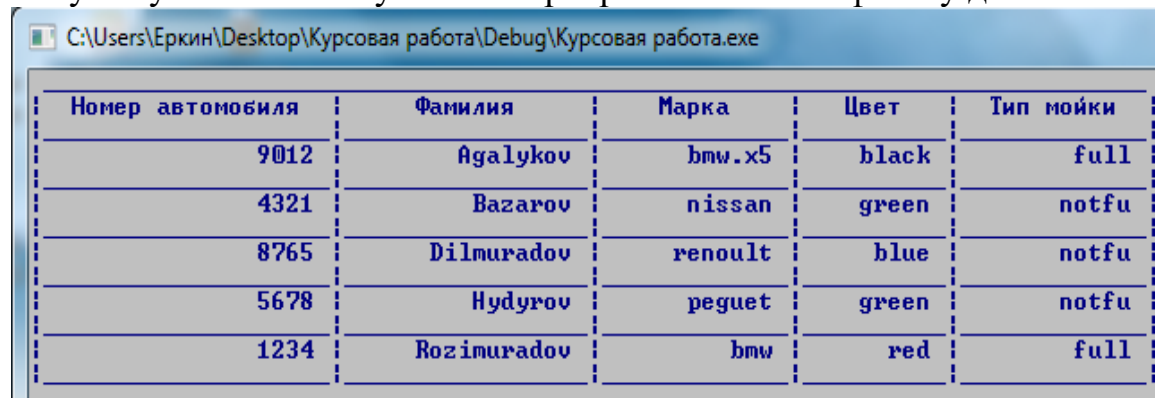 C:\Users\Еркин\Desktop\Курсовая работа\Debug\Курсовая работа.exe
Номер автомобиля Фамилия Марка Цвет Тип мойки
9012 Agalykov bmw.x5 black full
4321 Bazarov nissan green notfu
8765 Dilmuradov renoult blue notfu
5678 Hydyrov peguet green notfu
1234 Rozimuradov bmw red full